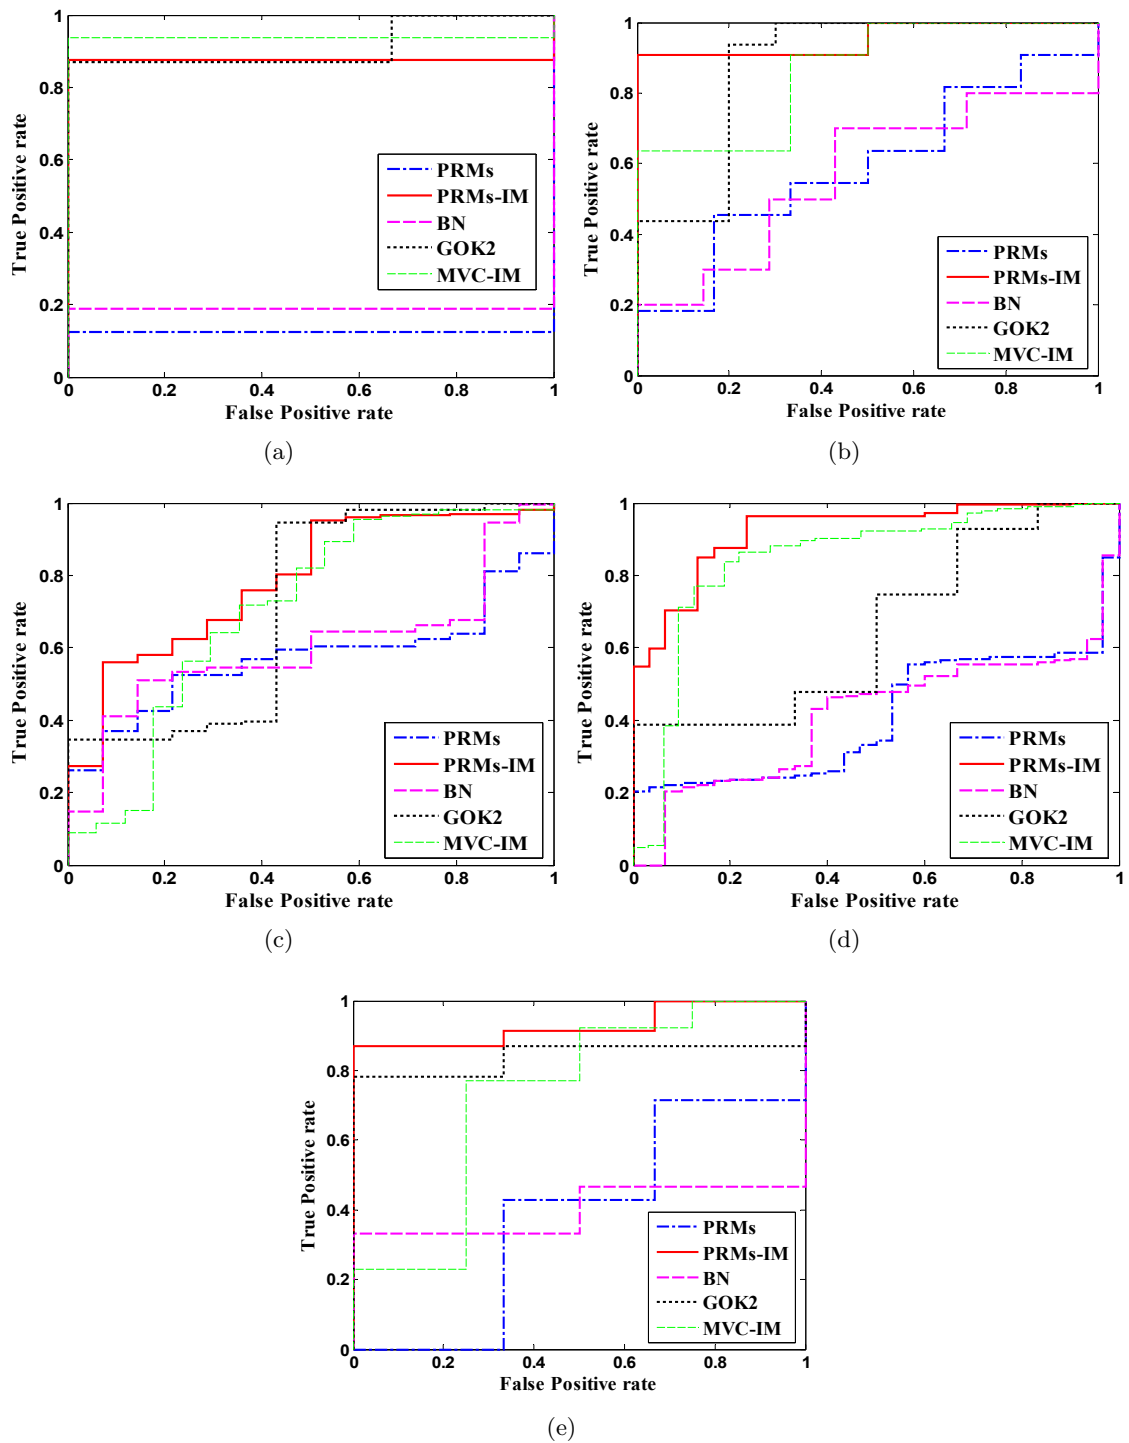 True Positive rate
1
0.8
0.6
0.4
0.2
0
0 0.2 0.4 0.6 0.8 1
False Positive rate
PRMs
PRMs-IM
BN
GOK2
MVC-IM
(a)
True Positive rate
1
0.8
0.6
0.4
0.2
0
0 0.2 0.4 0.6 0.8 1
False Positive rate
PRMs
PRMs-IM
BN
GOK2
MVC-IM
(b)
True Positive rate
1
0.8
0.6
0.4
0.2
0
0 0.2 0.4 0.6 0.8 1
False Positive rate
PRMs
PRMs-IM
BN
GOK2
MVC-IM
(c)
True Positive rate
1
0.8
0.6
0.4
0.2
0
0 0.2 0.4 0.6 0.8 1
False Positive rate
PRMs
PRMs-IM
BN
GOK2
MVC-IM
(d)
True Positive rate
1
0.8
0.6
0.4
0.2
0
0 0.2 0.4 0.6 0.8 1
False Positive rate
PRMs
PRMs-IM
BN
GOK2
MVC-IM
(e)